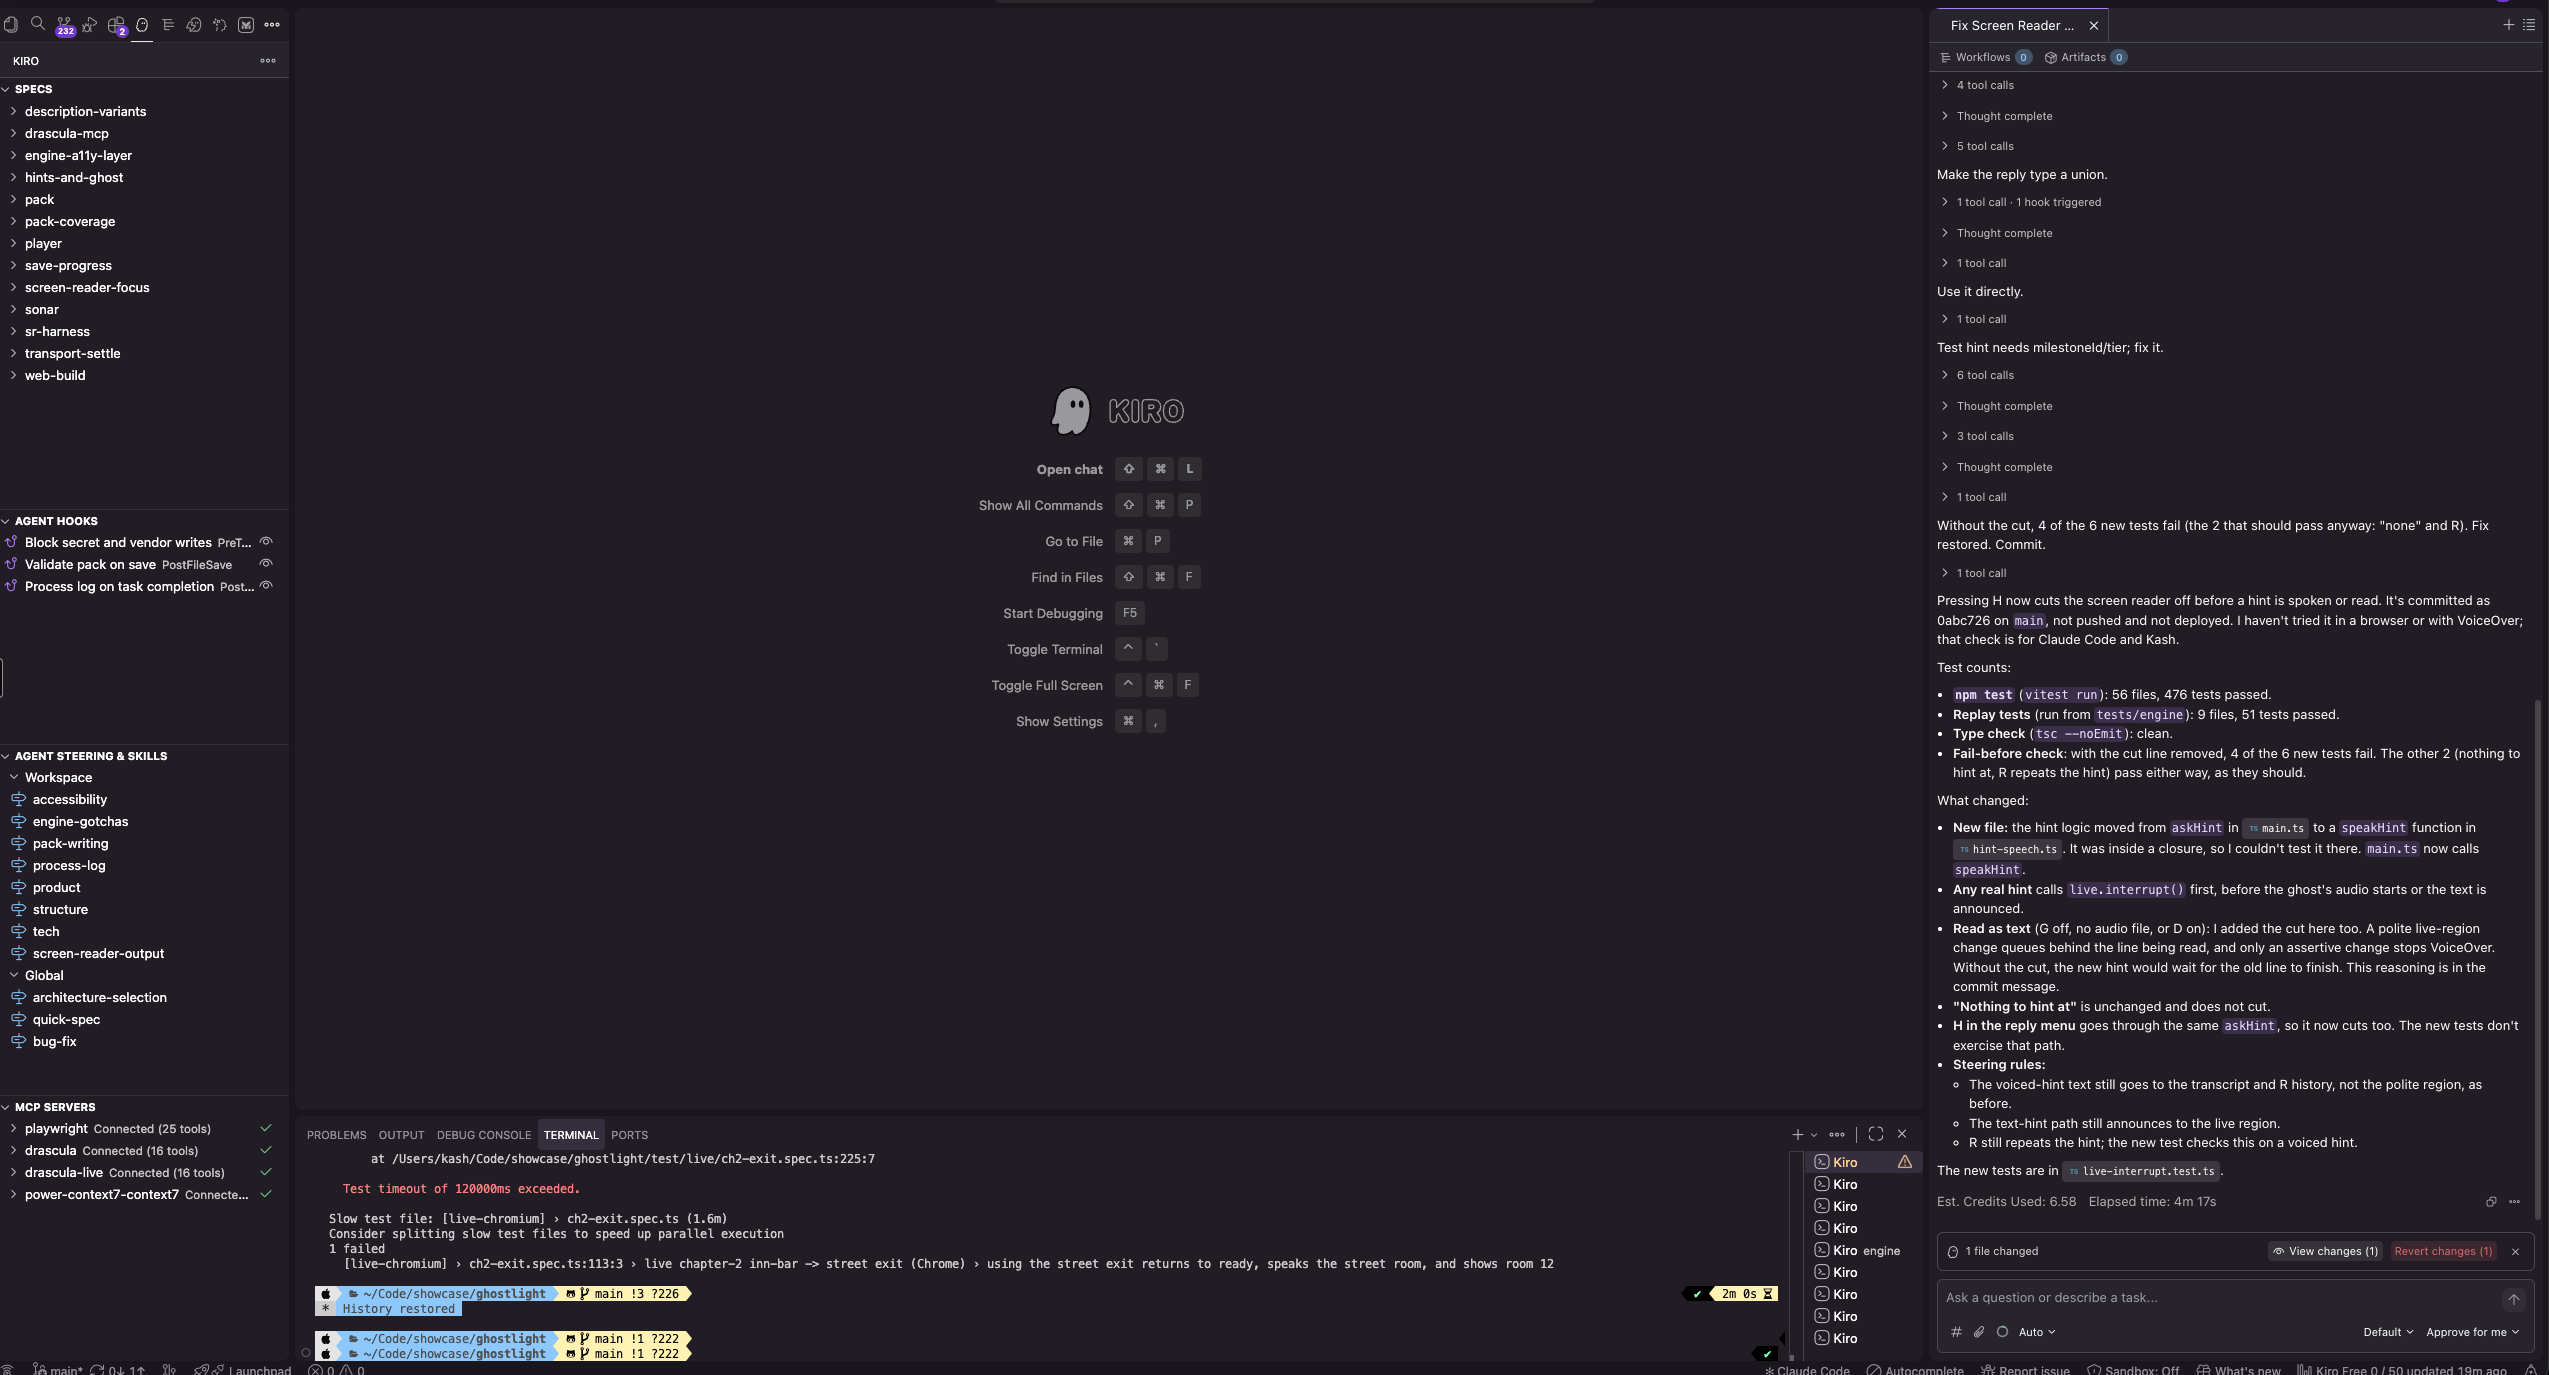 232
2
KIRO
SPECS
description-variants
drascula-mcp
engine-a11y-layer
hints-and-ghost
pack
pack-coverage
player
save-progress
screen-reader-focus
sonar
sr-harness
transport-settle
web-build
AGENT HOOKS
Block secret and vendor writes PreT...
Validate pack on save PostFileSave
Process log on task completion Post...
AGENT STEERING & SKILLS
Workspace
accessibility
engine-gotchas
pack-writing
process-log
product
structure
tech
screen-reader-output
Global
architecture-selection
quick-spec
bug-fix
MCP SERVERS
playwright Connected (25 tools)
drascula Connected (16 tools)
drascula-live Connected (16 tools)
power-context7-context7 Connecte...
KIRO
Open chat ⇧ ⌘ L
Show All Commands ⇧ ⌘ P
Go to File ⌘ P
Find in Files ⇧ ⌘ F
Start Debugging F5
Toggle Terminal ^ `
Toggle Full Screen ^ ⌘ F
Show Settings ⌘ ,
PROBLEMS OUTPUT DEBUG CONSOLE TERMINAL PORTS
at /Users/kash/Code/showcase/ghostlight/test/live/ch2-exit.spec.ts:225:7
Test timeout of 120000ms exceeded.
Slow test file: [live-chromium] › ch2-exit.spec.ts (1.6m)
Consider splitting slow test files to speed up parallel execution
1 failed
[live-chromium] › ch2-exit.spec.ts:113:3 › live chapter-2 inn-bar -> street exit (Chrome) › using the street exit returns to ready, speaks the street room, and shows room 12
~/Code/showcase/ghostlight main !3 ?226 ✔ 2m 0s
* History restored
~/Code/showcase/ghostlight main !1 ?222
~/Code/showcase/ghostlight main !1 ?222 ✔
Kiro
Kiro
Kiro
Kiro
Kiro engine
Kiro
Kiro
Kiro
Kiro
Fix Screen Reader ...
Workflows 0 Artifacts 0
4 tool calls
Thought complete
5 tool calls
Make the reply type a union.
1 tool call · 1 hook triggered
Thought complete
1 tool call
Use it directly.
1 tool call
Test hint needs milestoneId/tier; fix it.
6 tool calls
Thought complete
3 tool calls
Thought complete
1 tool call
Without the cut, 4 of the 6 new tests fail (the 2 that should pass anyway: "none" and R). Fix
restored. Commit.
1 tool call
Pressing H now cuts the screen reader off before a hint is spoken or read. It's committed as
0abc726 on main, not pushed and not deployed. I haven't tried it in a browser or with VoiceOver;
that check is for Claude Code and Kash.
Test counts:
• npm test (vitest run): 56 files, 476 tests passed.
• Replay tests (run from tests/engine): 9 files, 51 tests passed.
• Type check (tsc --noEmit): clean.
• Fail-before check: with the cut line removed, 4 of the 6 new tests fail. The other 2 (nothing to
hint at, R repeats the hint) pass either way, as they should.
What changed:
• New file: the hint logic moved from askHint in TS main.ts to a speakHint function in
TS hint-speech.ts. It was inside a closure, so I couldn't test it there. main.ts now calls
speakHint.
• Any real hint calls live.interrupt() first, before the ghost's audio starts or the text is
announced.
• Read as text (G off, no audio file, or D on): I added the cut here too. A polite live-region
change queues behind the line being read, and only an assertive change stops VoiceOver.
Without the cut, the new hint would wait for the old line to finish. This reasoning is in the
commit message.
• "Nothing to hint at" is unchanged and does not cut.
• H in the reply menu goes through the same askHint, so it now cuts too. The new tests don't
exercise that path.
• Steering rules:
◦ The voiced-hint text still goes to the transcript and R history, not the polite region, as
before.
◦ The text-hint path still announces to the live region.
◦ R still repeats the hint; the new test checks this on a voiced hint.
The new tests are in TS live-interrupt.test.ts.
Est. Credits Used: 6.58 Elapsed time: 4m 17s
1 file changed View changes (1) Revert changes (1)
Ask a question or describe a task...
# Auto Default Approve for me
main* 0↓ 1↑ Launchpad 0 0 Claude Code Autocomplete Report issue Sandbox: Off What's new Kiro Free 0 / 50 updated 19m ago